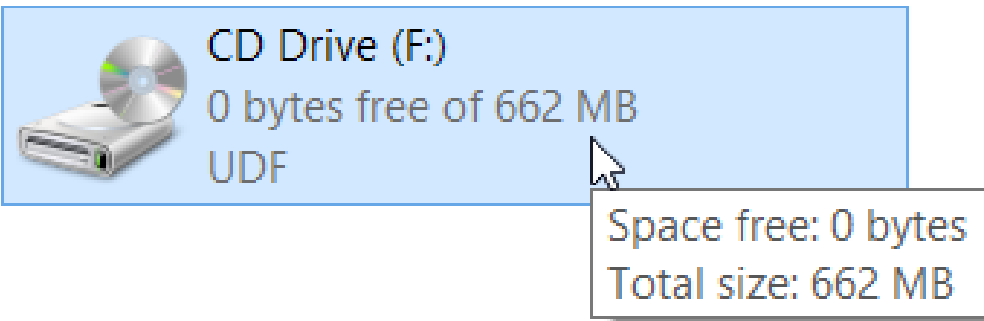 CD Drive (F:)
0 bytes free of 662 MB
UDF
Space free: 0 bytes
Total size: 662 MB